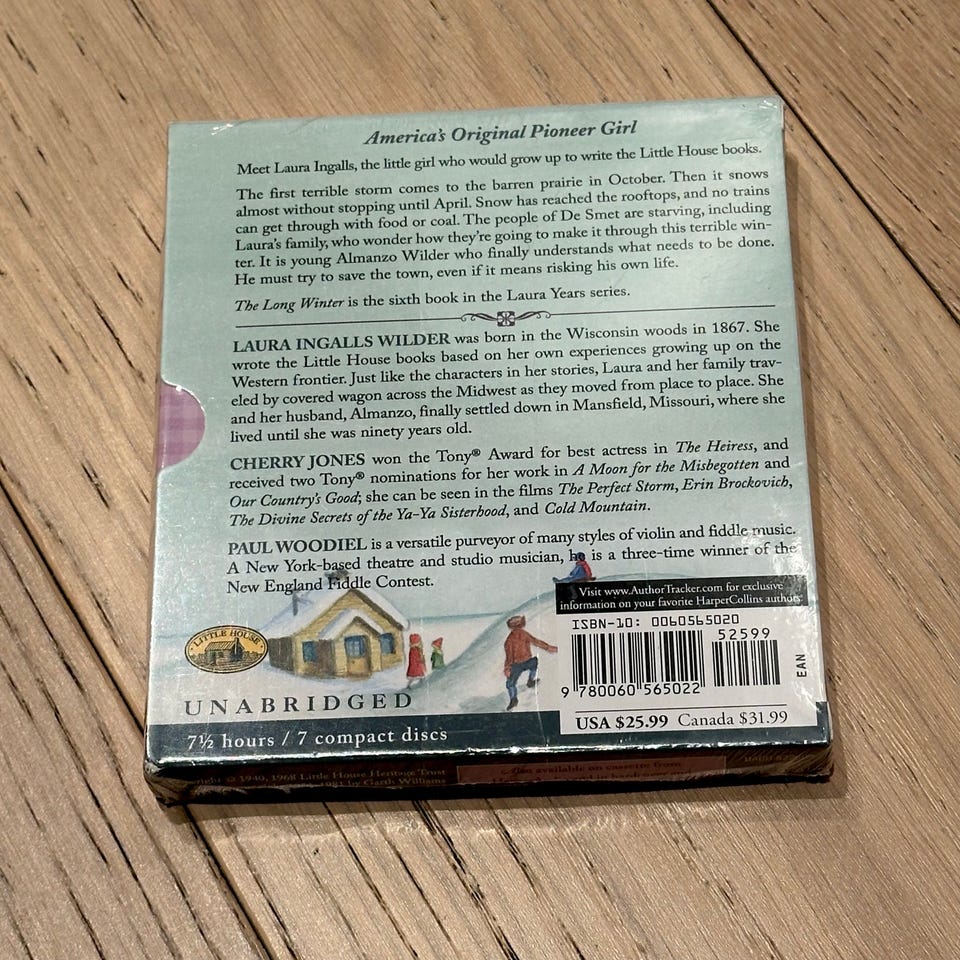 America's Original Pioneer Girl
Meet Laura Ingalls, the little girl who would grow up to write the Little House books.
The first terrible storm comes to the barren prairie in October. Then it snows
almost without stopping until April. Snow has reached the rooftops, and no trains
can get through with food or coal. The people of De Smet are starving, including
Laura's family, who wonder how they're going to make it through this terrible win-
ter. It is young Almanzo Wilder who finally understands what needs to be done.
He must try to save the town, even if it means risking his own life.
The Long Winter is the sixth book in the Laura Years series.
LAURA INGALLS WILDER was born in the Wisconsin woods in 1867. She
wrote the Little House books based on her own experiences growing up on the
Western frontier. Just like the characters in her stories, Laura and her family trav-
eled by covered wagon across the Midwest as they moved from place to place. She
and her husband, Almanzo, finally settled down in Mansfield, Missouri, where she
lived until she was ninety years old.
CHERRY JONES won the Tony® Award for best actress in The Heiress, and
received two Tony® nominations for her work in A Moon for the Misbegotten and
Our Country's Good; she can be seen in the films The Perfect Storm, Erin Brockovich,
The Divine Secrets of the Ya-Ya Sisterhood, and Cold Mountain.
PAUL WOODIEL is a versatile purveyor of many styles of violin and fiddle music.
A New York-based theatre and studio musician, he is a three-time winner of the
New England Fiddle Contest.
Visit www.AuthorTracker.com for exclusive
information on your favorite HarperCollins authors
ISBN-10: 0060565020
52599
EAN
9 780060 565022
USA $25.99 Canada $31.99
LITTLE HOUSE
UNABRIDGED
7½ hours / 7 compact discs
© 1940, 1968 Little House Heritage Trust
1981 by Garth Williams
Also available on cassette from